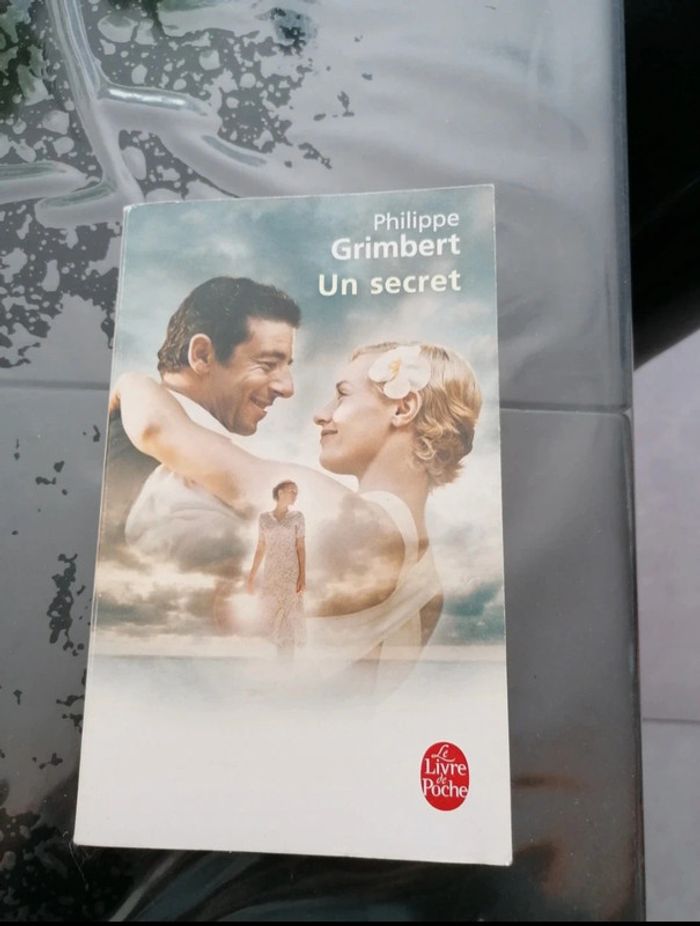 Philippe
Grimbert
Un secret
Le
Livre
de
Poche